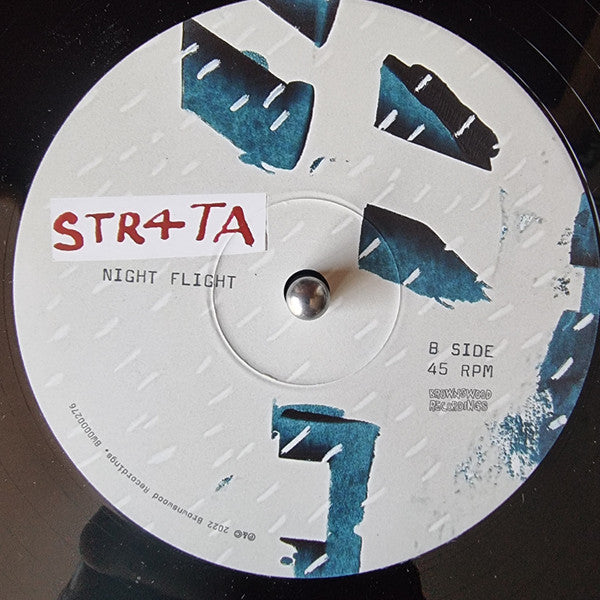 STR4TA
NIGHT FLIGHT
B SIDE
45 RPM
BROWNSWOOD
RECORDINGS
℗&© 2022 Brownswood Recordings. BWOOD0276